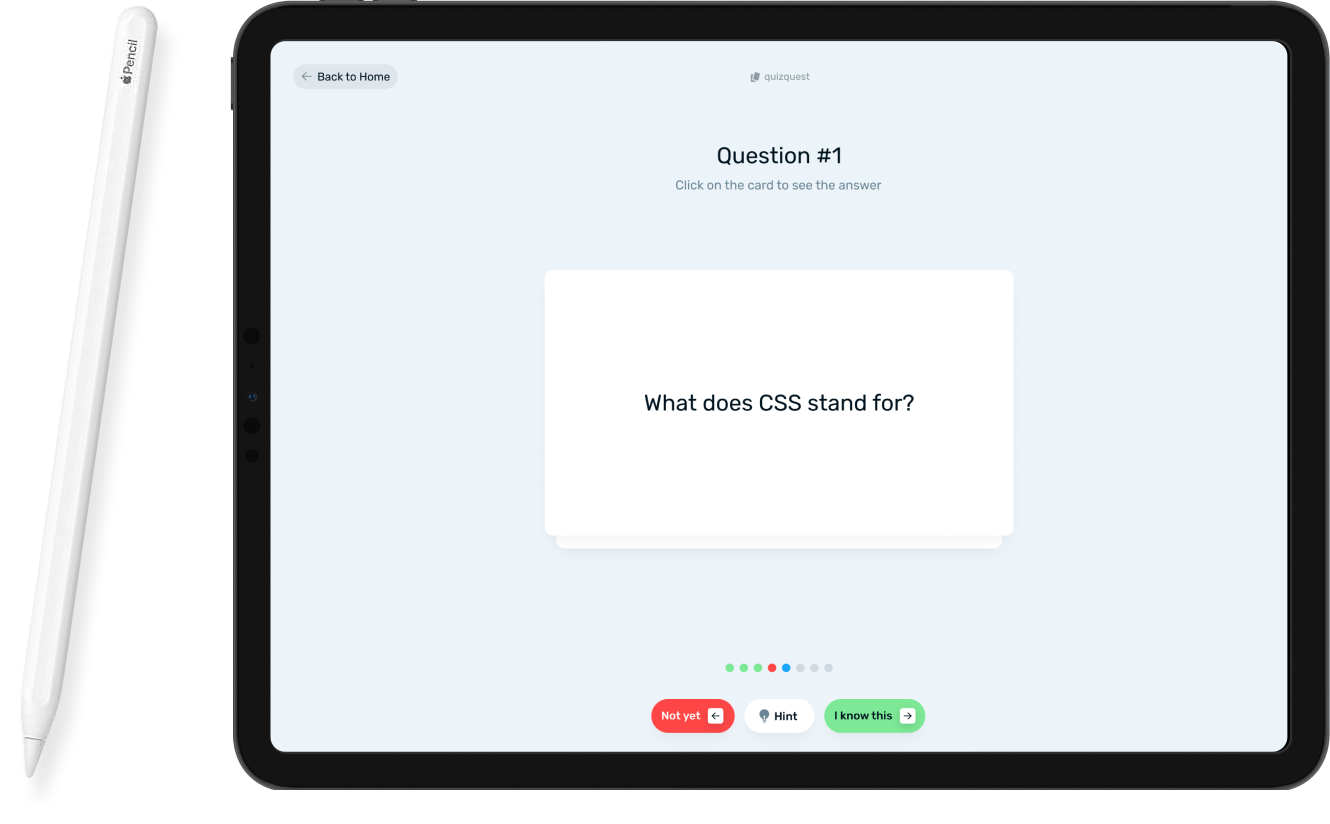 Pencil
Back to Home
quizquest
Question #1
Click on the card to see the answer
What does CSS stand for?
Not yet
Hint
I know this